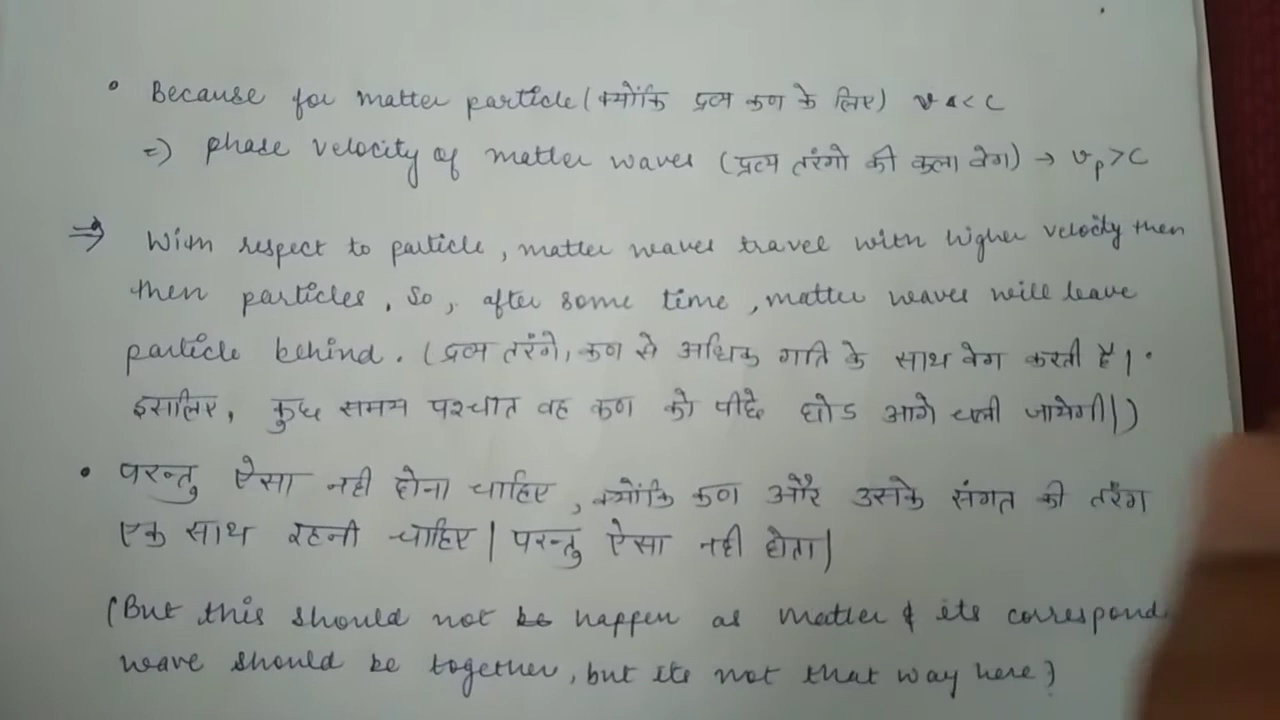 • Because for matter particle (क्योंकि द्रव्य कण के लिए) v << c
=) phase velocity of matter waves (द्रव्य तरंगो की कला वेग) → vₚ > c
⇒ With respect to particle, matter waves travel with higher velocity then
then particles. So, after some time, matter waves will leave
particle behind. (द्रव्य तरंगे, कण से अधिक गति के साथ वेग करती है।
इसलिए, कुछ समय पश्चात वह कण को पीछे छोड आगे चली जायेगी।)
• परन्तु ऐसा नही होना चाहिए, क्योंकि कण और उसके संगत की तरंग
एक साथ रहनी चाहिए। परन्तु ऐसा नही होता।
(But this should not happen as matter & its correspond
wave should be together, but its not that way here)